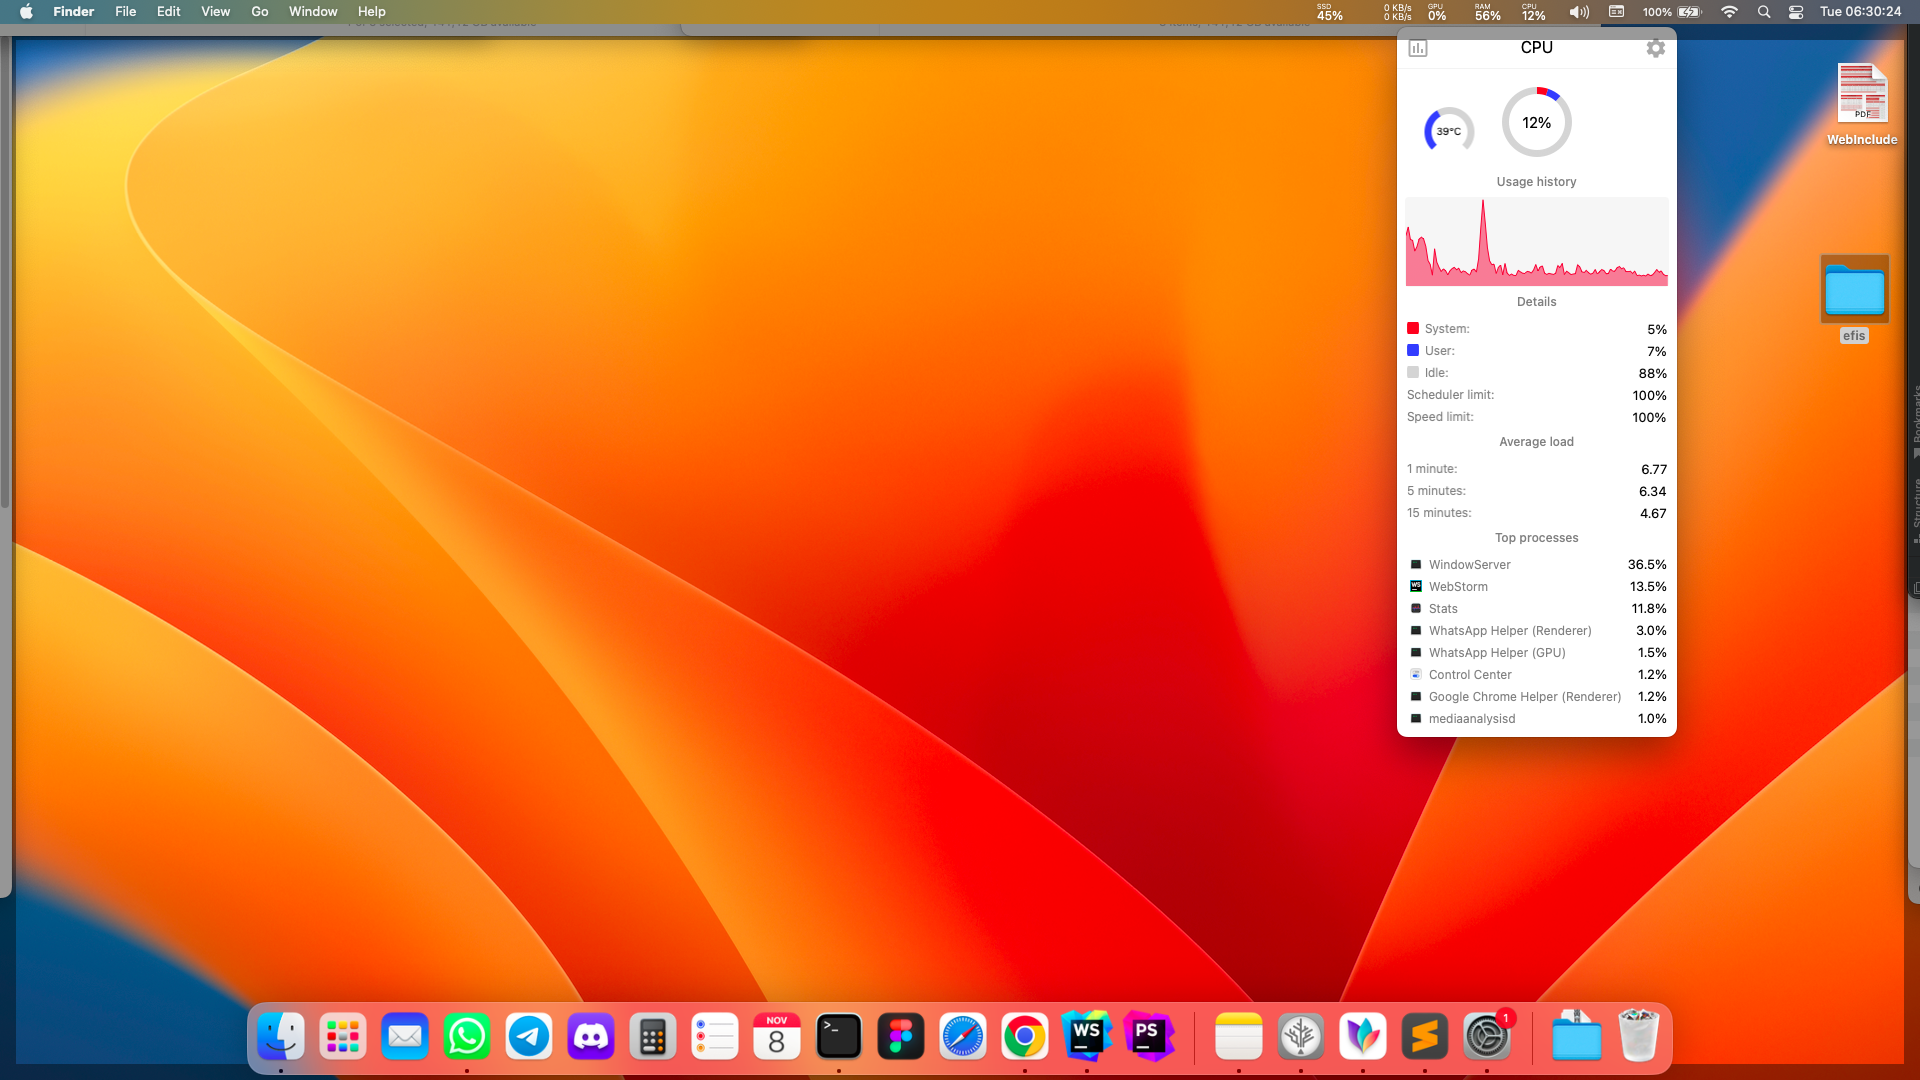 Finder File Edit View Go Window Help
SSD 45% 0 KB/s 0 KB/s GPU 0% RAM 56% CPU 12% 100% Tue 06:30:24
CPU
39°C
12%
Usage history
Details
System: 5%
User: 7%
Idle: 88%
Scheduler limit: 100%
Speed limit: 100%
Average load
1 minute: 6.77
5 minutes: 6.34
15 minutes: 4.67
Top processes
WindowServer 36.5%
WebStorm 13.5%
Stats 11.8%
WhatsApp Helper (Renderer) 3.0%
WhatsApp Helper (GPU) 1.5%
Control Center 1.2%
Google Chrome Helper (Renderer) 1.2%
mediaanalysisd 1.0%
PDF
WebInclude
efis
Bookmarks
Structure
NOV
8
>_
WS
PS
1